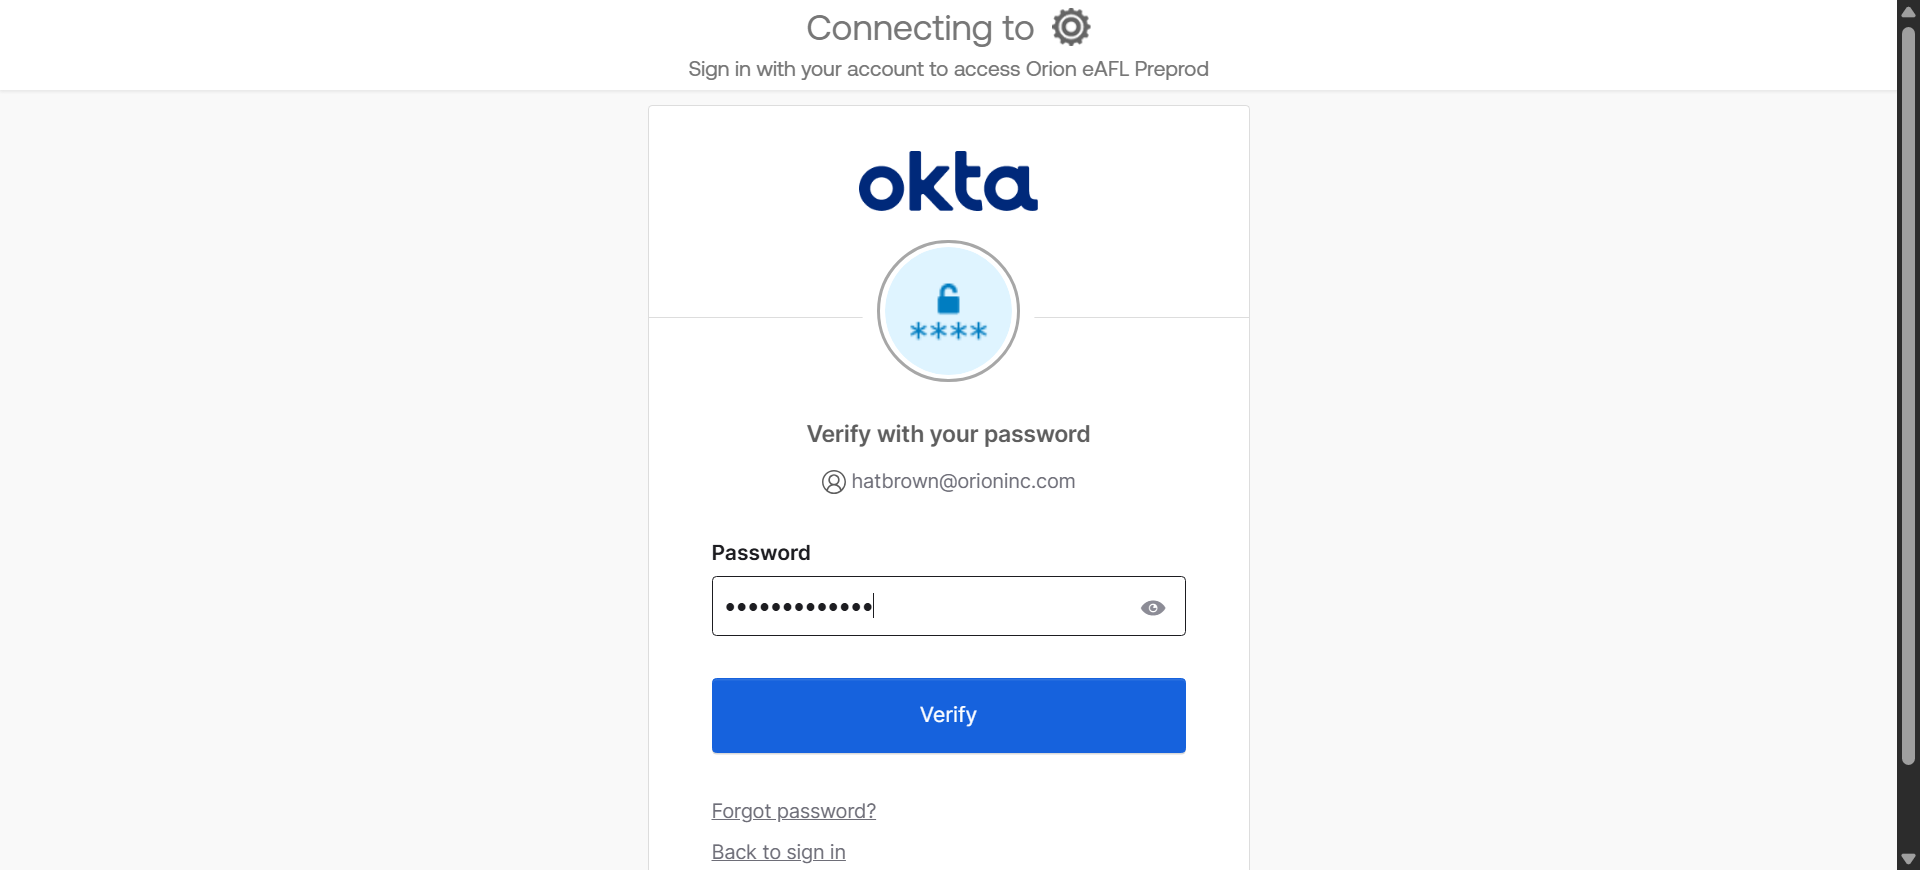 Connecting to
Sign in with your account to access Orion eAFL Preprod
okta
****
Verify with your password
hatbrown@orioninc.com
Password
•••••••••••••
Verify
Forgot password?
Back to sign in